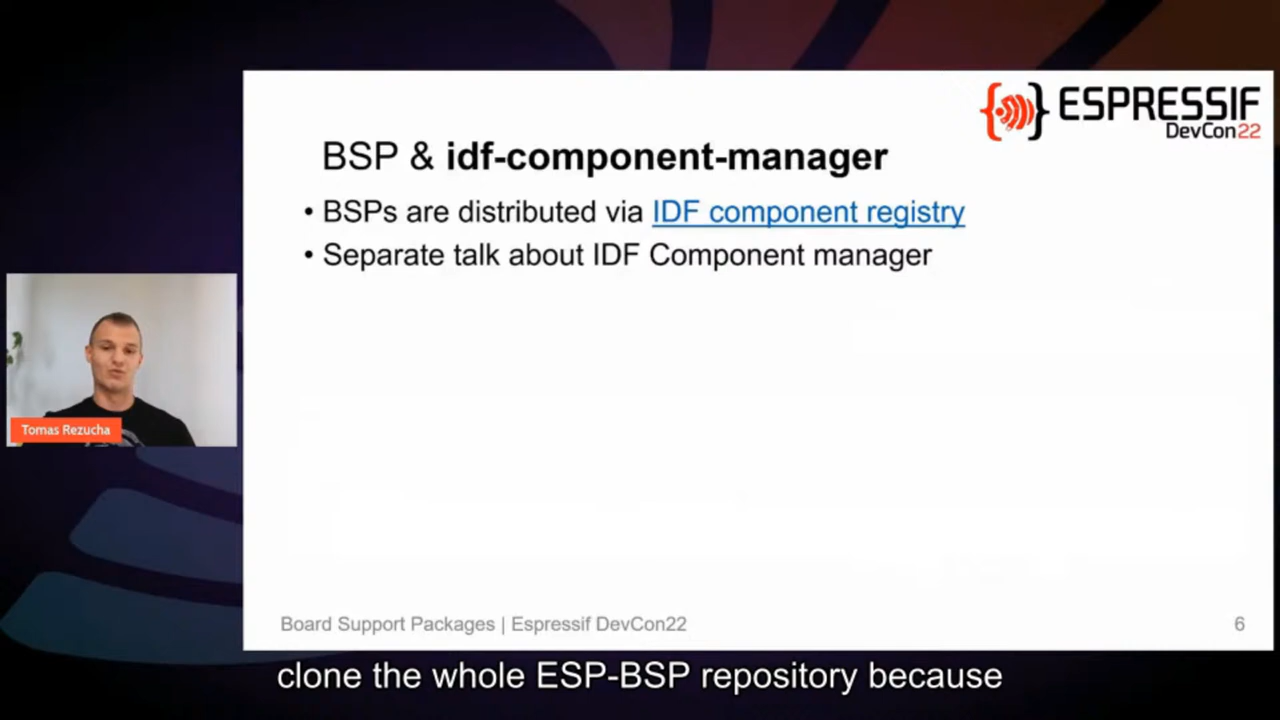 ESPRESSIF
DevCon22
BSP & idf-component-manager
• BSPs are distributed via IDF component registry
• Separate talk about IDF Component manager
Tomas Rezucha
Board Support Packages | Espressif DevCon22
6
clone the whole ESP-BSP repository because